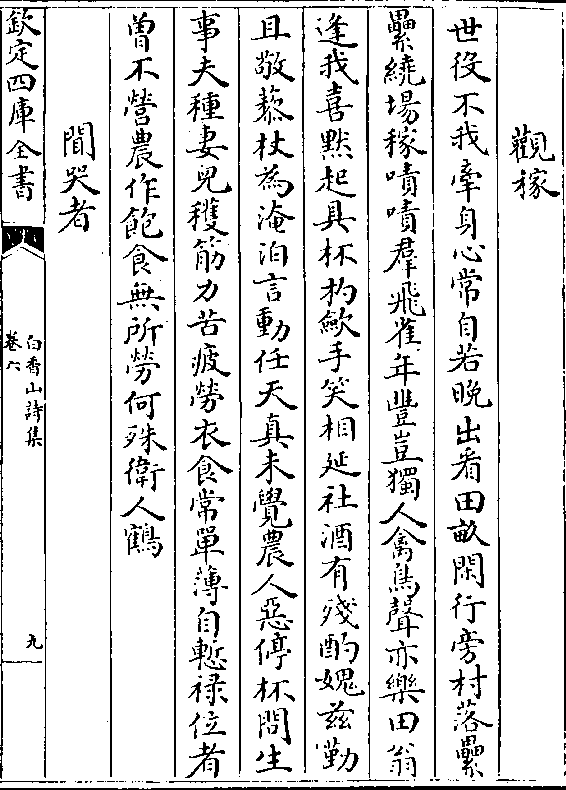 觀稼
世役不我牽身心常自若晚出看田畝閑行旁村落纍
纍繞場稼嘖嘖羣飛雀年豐豈獨人禽鳥聲亦樂田翁
逢我喜黙起具杯杓歛手笑相延社酒有殘酌媿兹勤
且敬藜杖為淹泊言動任天真未覺農人惡停杯問生
事夫種妻兒穫筋力苦疲勞衣食常單薄自慙禄位者
曽不營農作飽食無所勞何殊衛人鶴
聞哭者
欽定四庫全書
白香山詩集
卷六
九